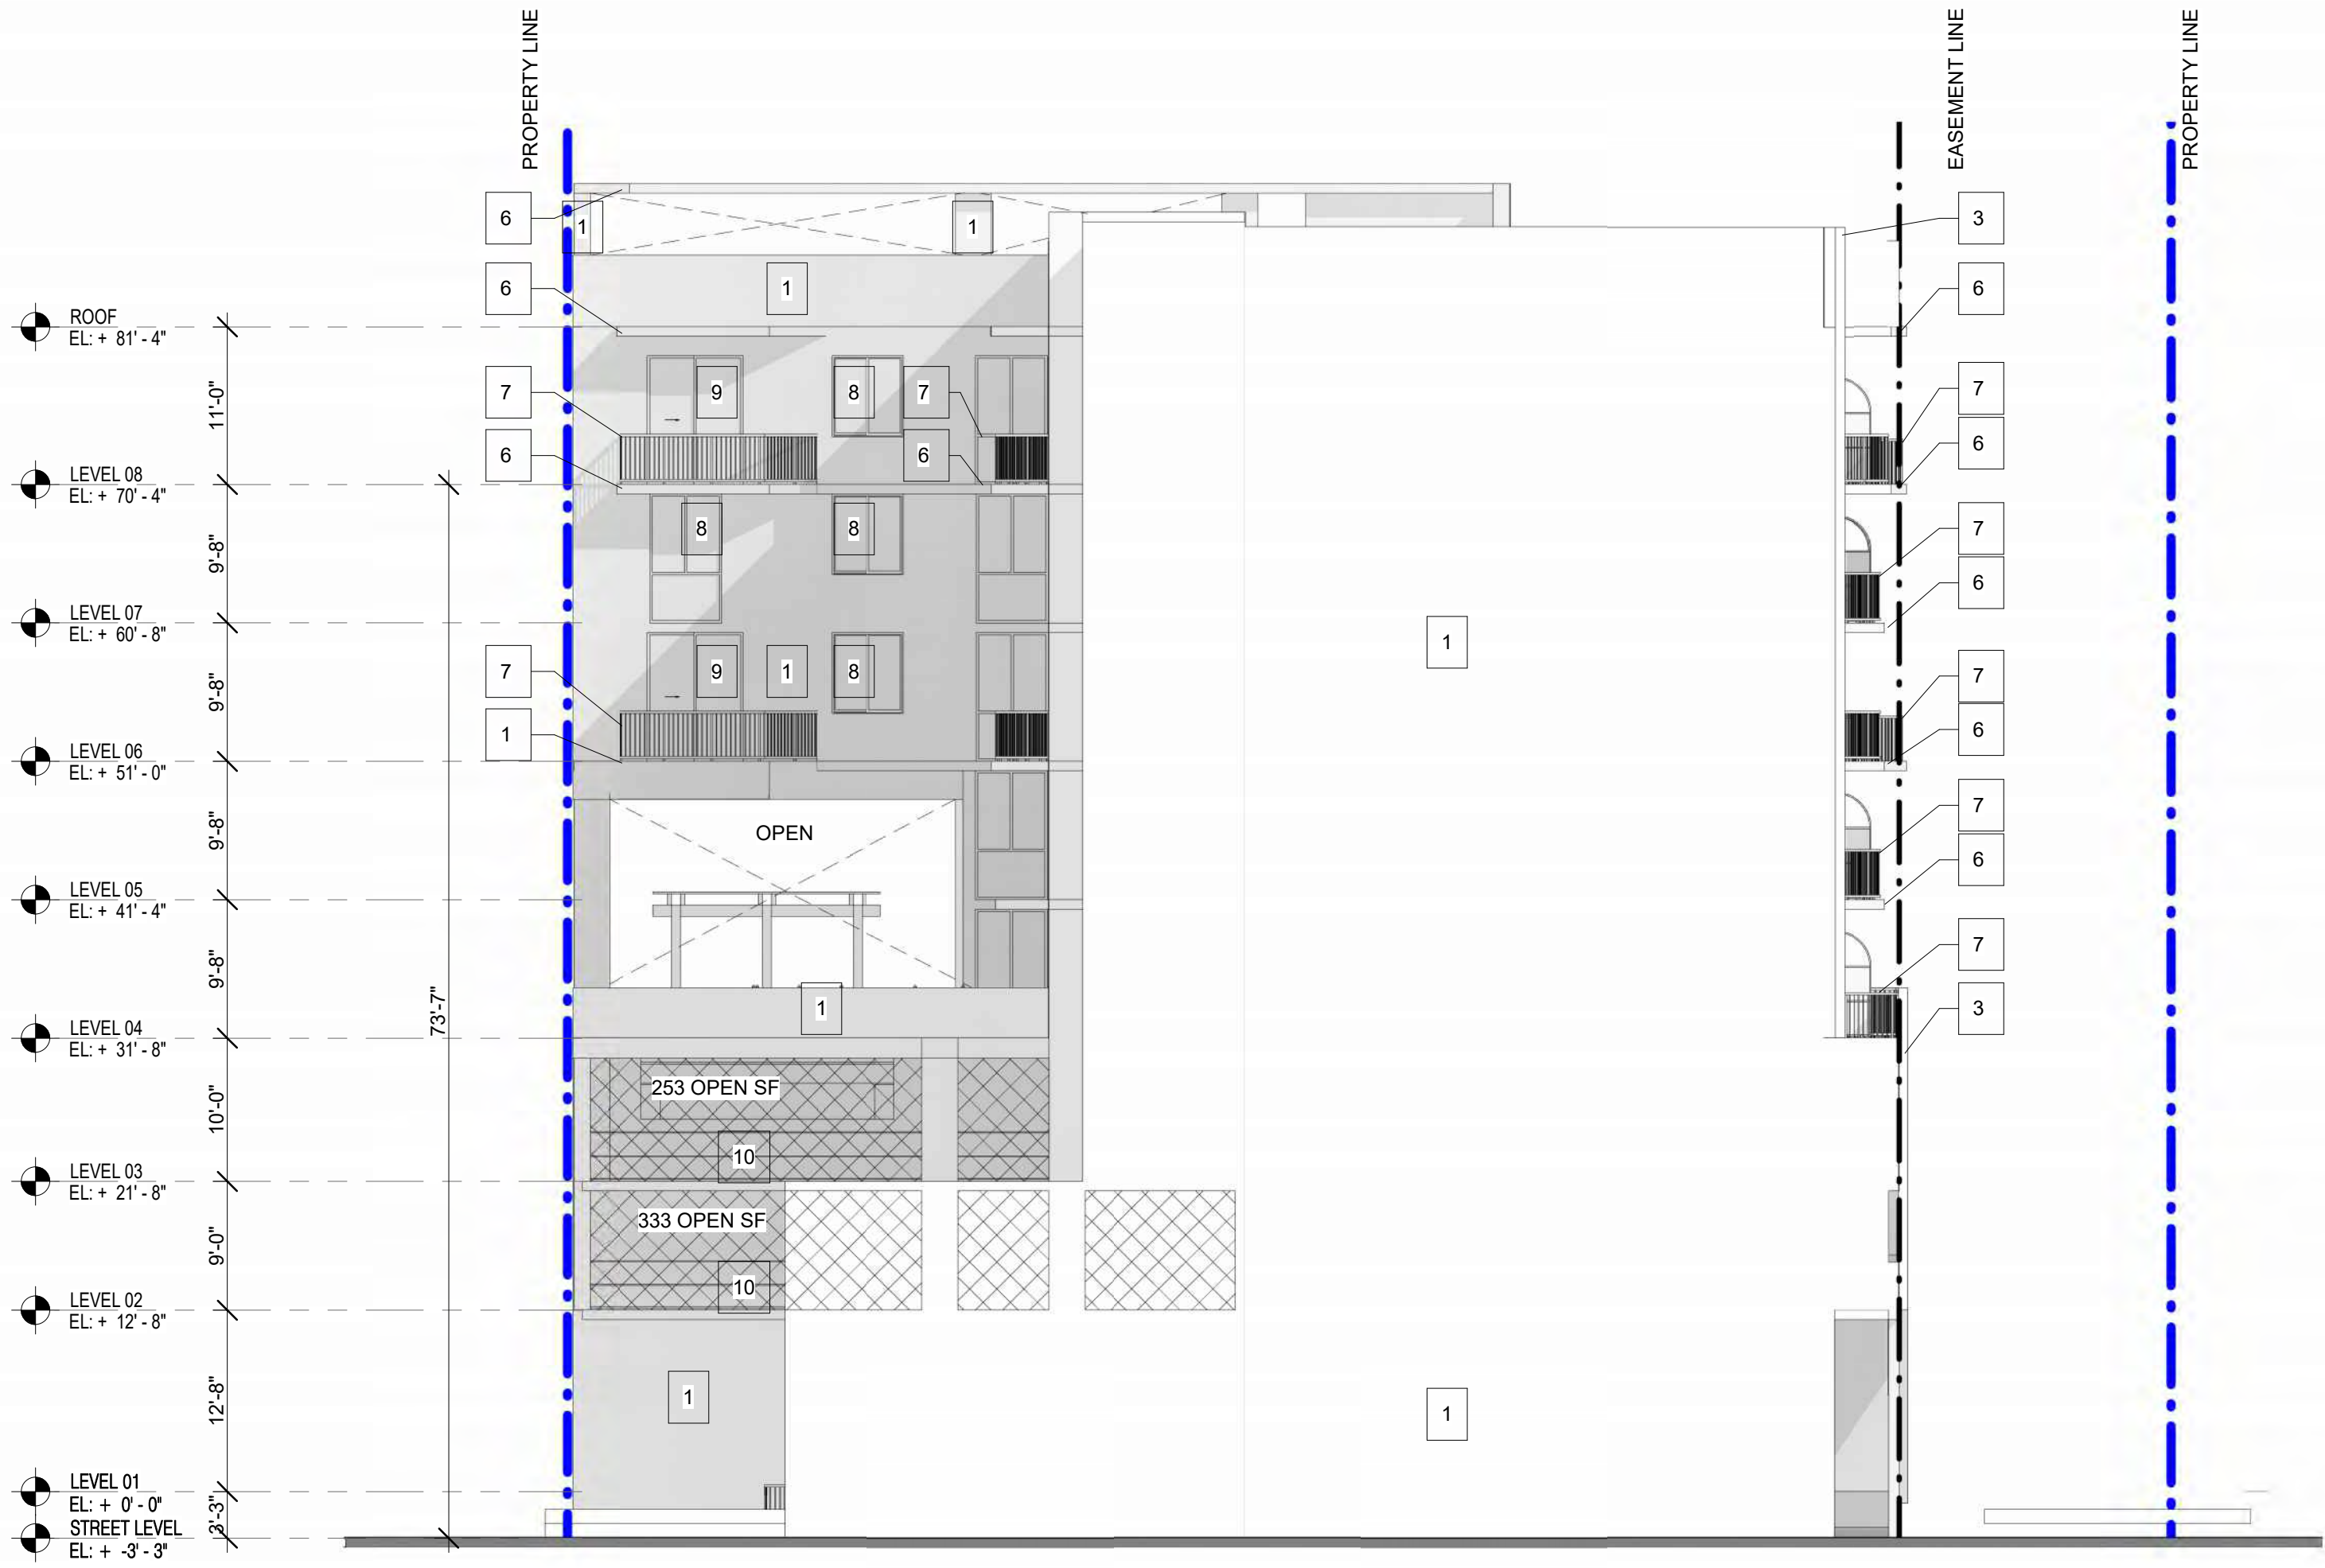 PROPERTY LINE
EASEMENT LINE
PROPERTY LINE
6
1
1
3
6
1
6
ROOF
EL: + 81' - 4"
11'-0"
7
9
8
7
7
6
6
6
LEVEL 08
EL: + 70' - 4"
9'-8"
8
8
7
6
LEVEL 07
EL: + 60' - 8"
1
9'-8"
7
9
1
8
7
1
6
LEVEL 06
EL: + 51' - 0"
9'-8"
OPEN
7
6
LEVEL 05
EL: + 41' - 4"
9'-8"
7
73'-7"
1
3
LEVEL 04
EL: + 31' - 8"
10'-0"
253 OPEN SF
10
LEVEL 03
EL: + 21' - 8"
9'-0"
333 OPEN SF
10
LEVEL 02
EL: + 12' - 8"
12'-8"
1
1
LEVEL 01
EL: + 0' - 0"
3'-3"
STREET LEVEL
EL: + -3' - 3"